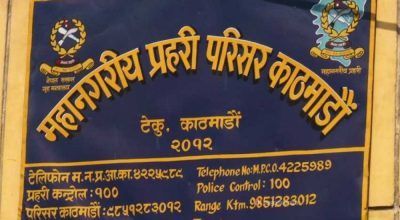 महानगरीय प्रहरी परिसर काठमाडौं
टेकु, काठमाडौं
२०१२
टेलिफोन म.न.प्र.आ.का.४२२५९८९
प्रहरी कन्ट्रोल:१००
परिसर काठमाडौं:९८५१२८३०१२
Telephone No:M.P.C.O.4225989
Police Control: 100
Range Ktm.9851283012